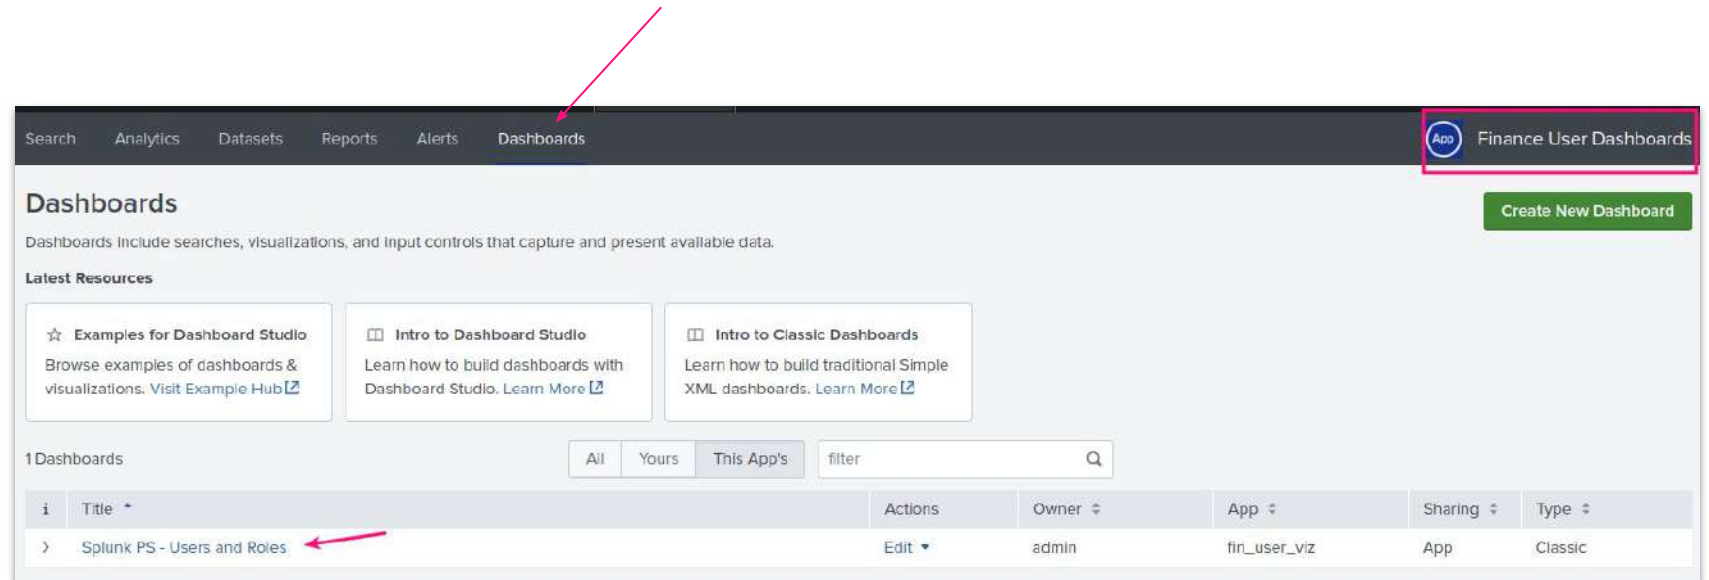 Search Analytics Datasets Reports Alerts Dashboards App Finance User Dashboards
Dashboards
Create New Dashboard
Dashboards include searches, visualizations, and input controls that capture and present available data.
Latest Resources
Examples for Dashboard Studio
Browse examples of dashboards &
visualizations. Visit Example Hub
Intro to Dashboard Studio
Learn how to build dashboards with
Dashboard Studio. Learn More
Intro to Classic Dashboards
Learn how to build traditional Simple
XML dashboards. Learn More
1 Dashboards All Yours This App's filter
i Title Actions Owner App Sharing Type
Splunk PS - Users and Roles Edit admin fin_user_viz App Classic